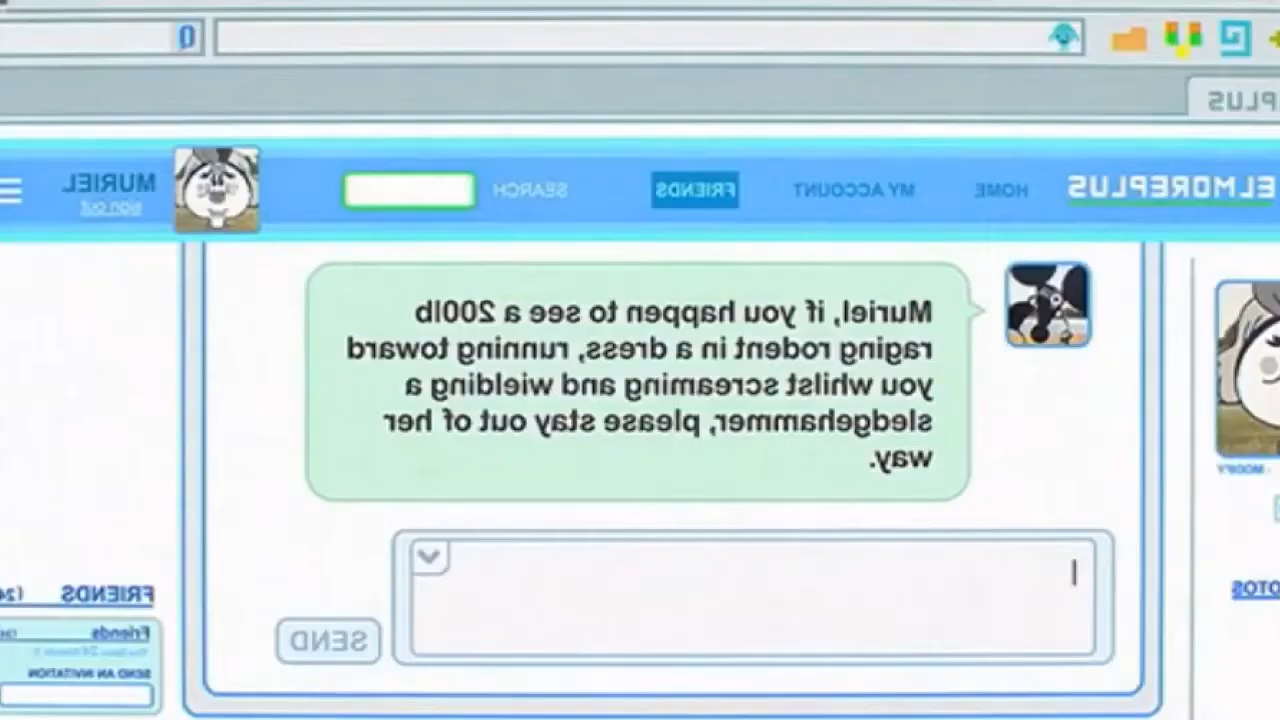 ELMOREPLUS
HOME
MY ACCOUNT
FRIENDS
SEARCH
MURIEL
sign out
Muriel, if you happen to see a 200lb
raging rodent in a dress, running toward
you whilst screaming and wielding a
sledgehammer, please stay out of her
way.
SEND
MODIFY
FRIENDS
Friends
SEND AN INVITATION